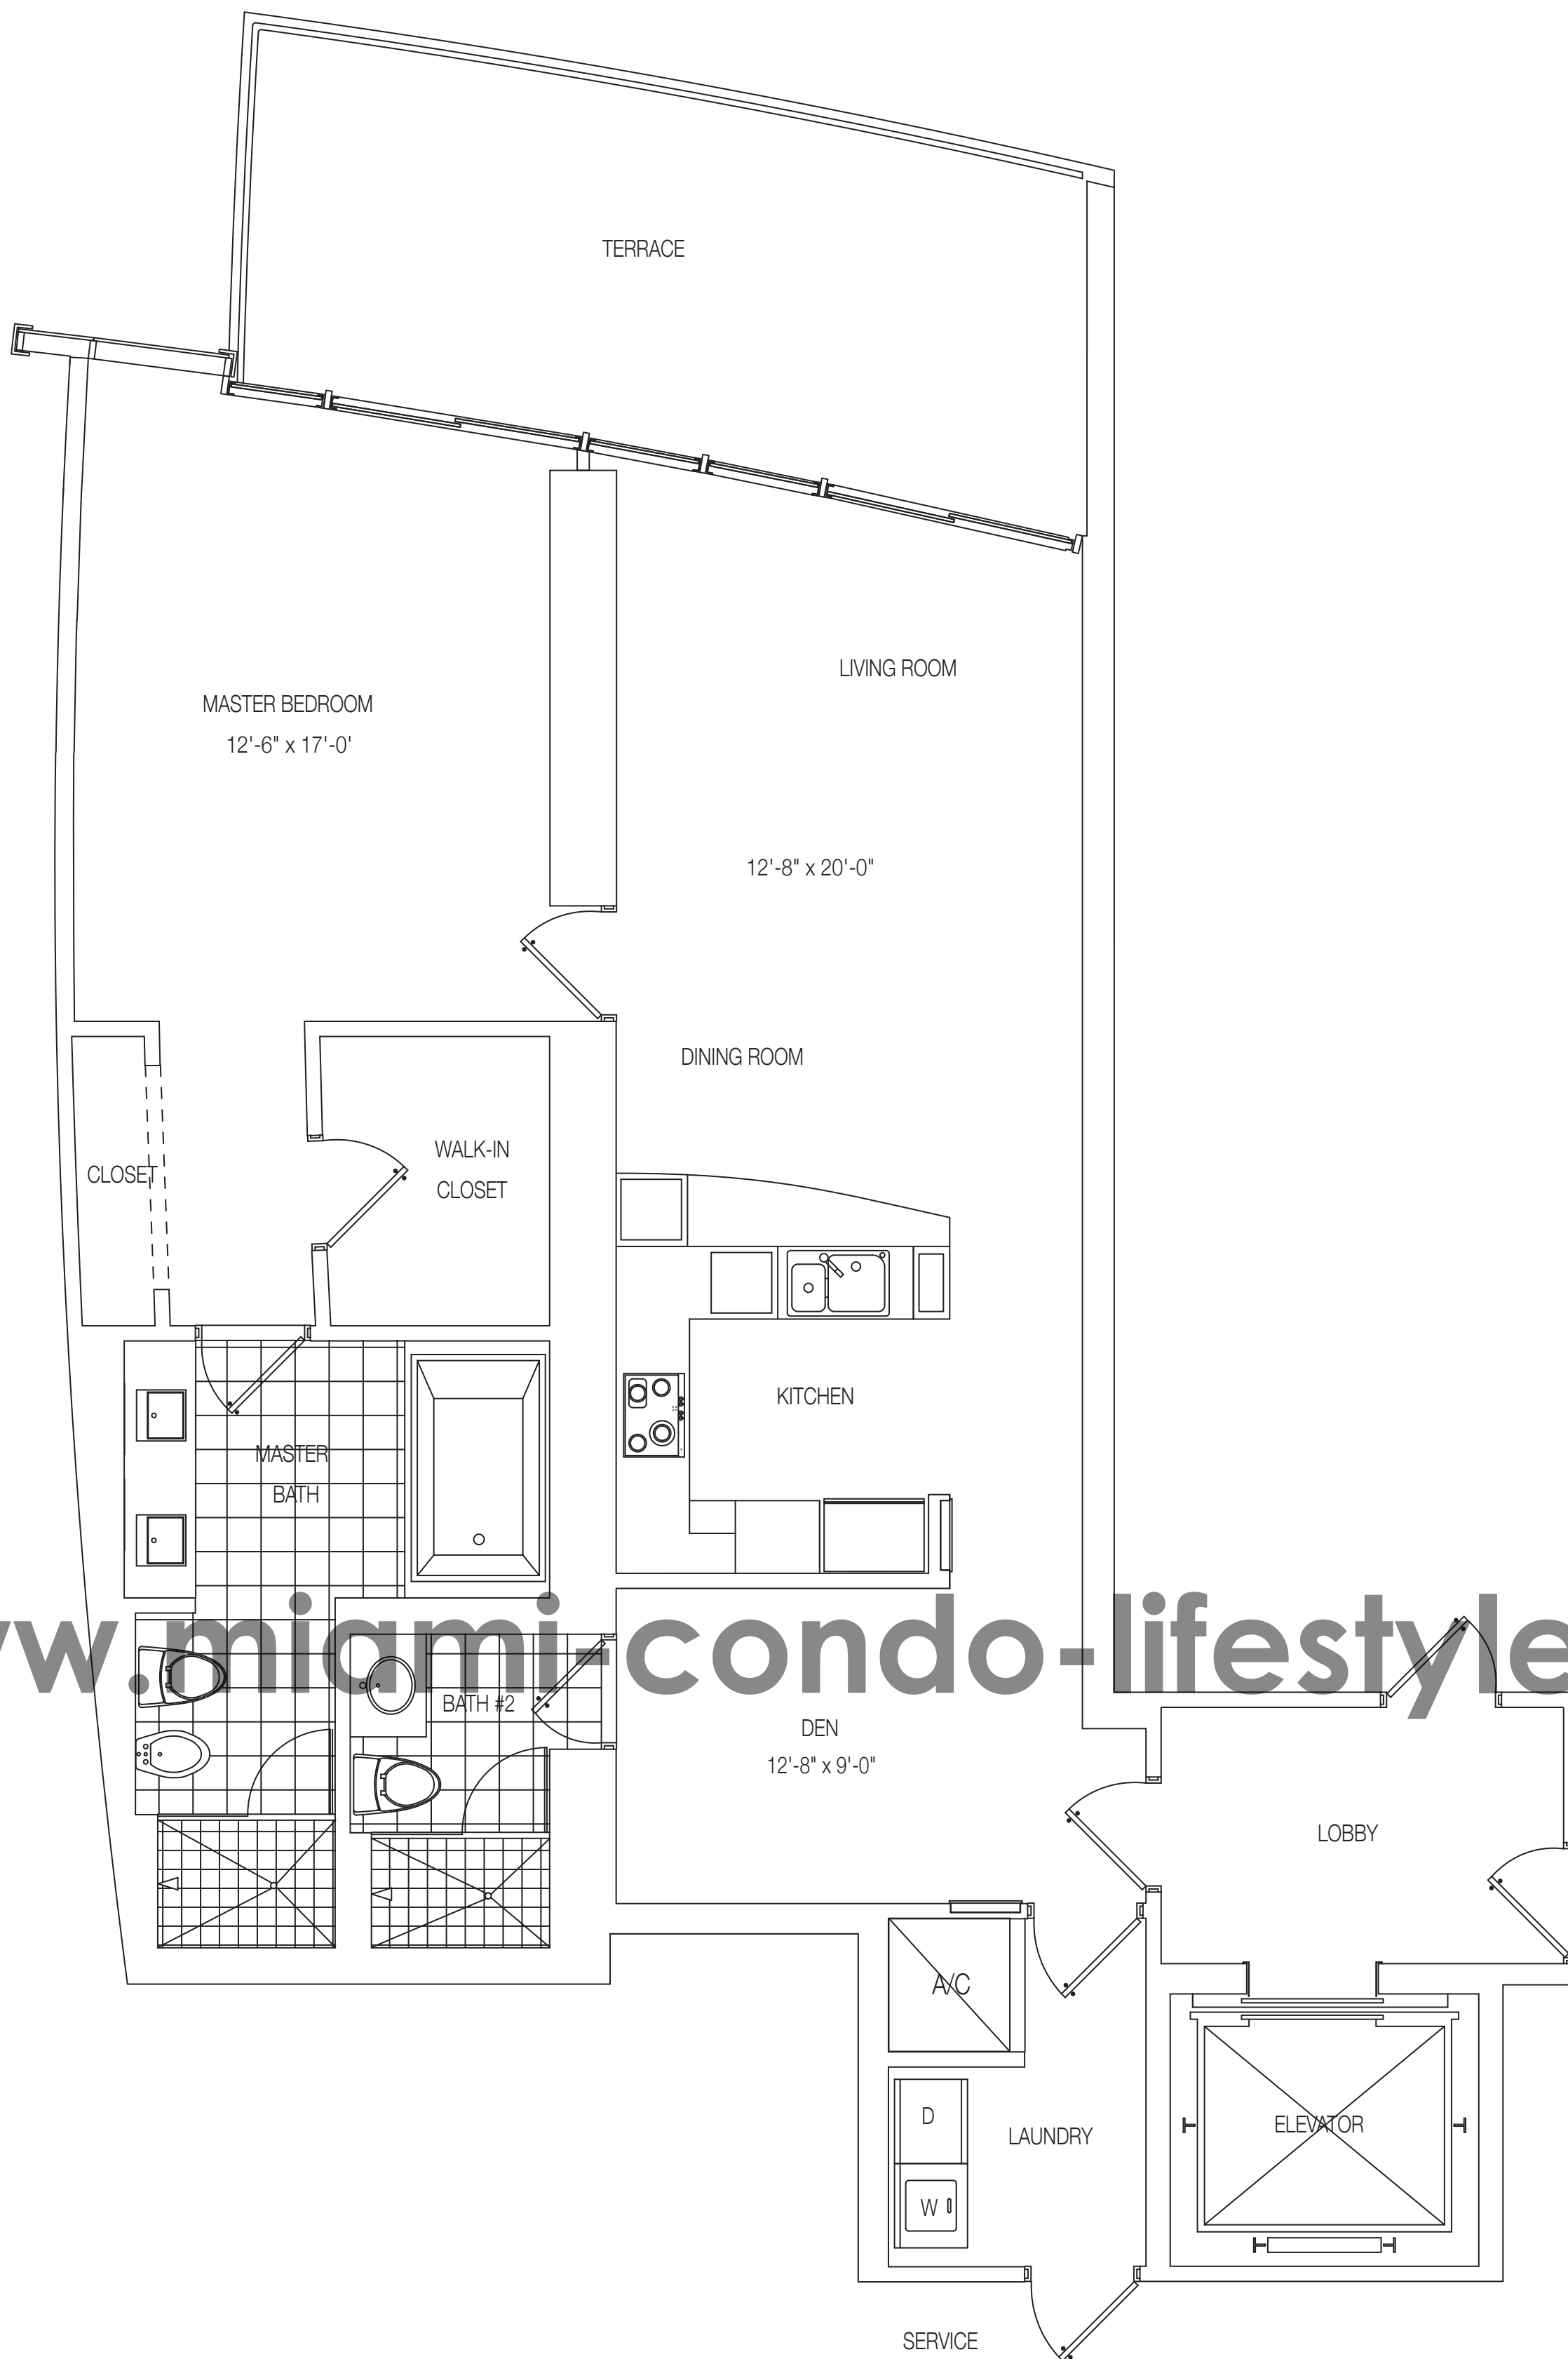 TERRACE
LIVING ROOM
MASTER BEDROOM
12'-6" x 17'-0'
12'-8" x 20'-0"
DINING ROOM
WALK-IN
CLOSET
CLOSET
KITCHEN
MASTER
BATH
w.miami-condo-lifestyle
BATH #2
DEN
12'-8" x 9'-0"
LOBBY
A/C
D
LAUNDRY
ELEVATOR
W
SERVICE